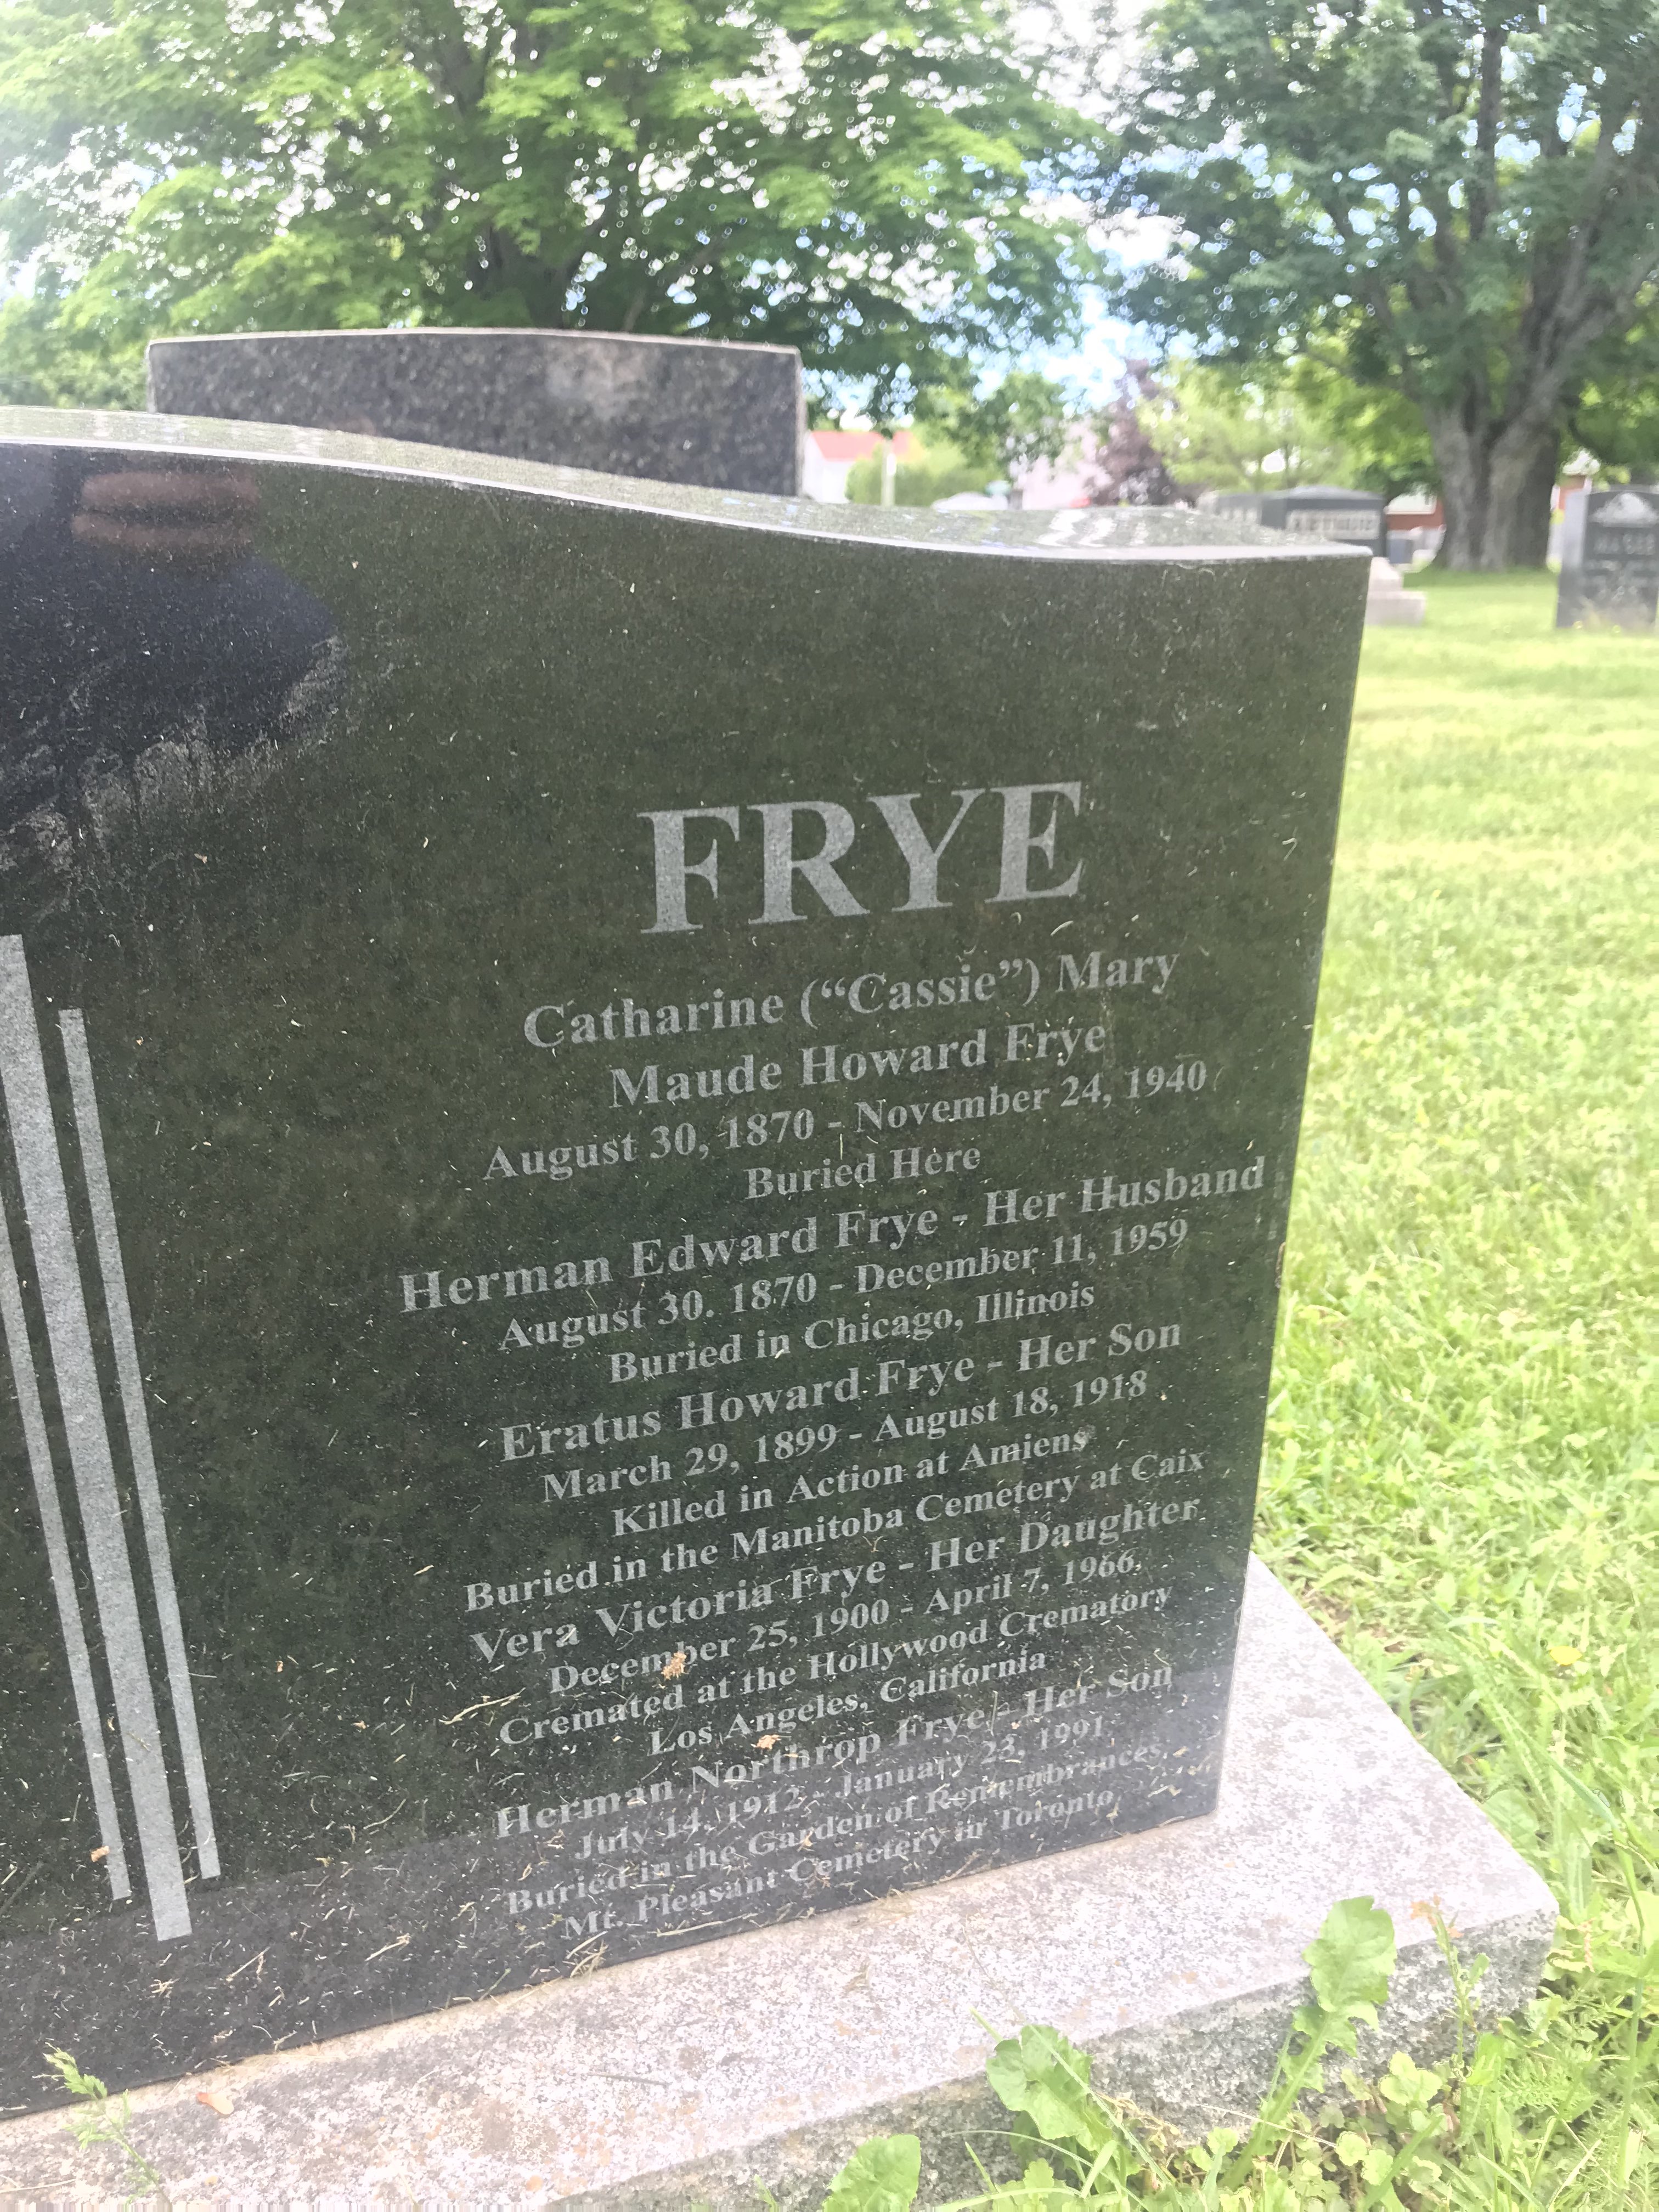 FRYE
Catharine (“Cassie”) Mary
Maude Howard Frye
August 30, 1870 - November 24, 1940
Buried Here
Herman Edward Frye - Her Husband
August 30. 1870 - December 11, 1959
Buried in Chicago, Illinois
Eratus Howard Frye - Her Son
March 29, 1899 - August 18, 1918
Killed in Action at Amiens
Buried in the Manitoba Cemetery at Caix
Vera Victoria Frye - Her Daughter
December 25, 1900 - April 7, 1966,
Cremated at the Hollywood Crematory
Los Angeles, California
Herman Northrop Frye - Her Son
July 14, 1912 - January 23, 1991
Buried in the Garden of Remembrances
Mt. Pleasant Cemetery in Toronto